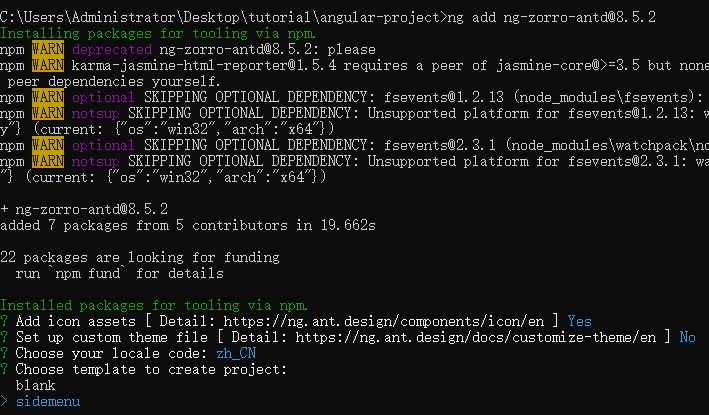 C:\Users\Administrator\Desktop\tutorial\angular-project>ng add ng-zorro-antd@8.5.2
Installing packages for tooling via npm.
npm WARN deprecated ng-zorro-antd@8.5.2: please
npm WARN karma-jasmine-html-reporter@1.5.4 requires a peer of jasmine-core@>=3.5 but none
 peer dependencies yourself.
npm WARN optional SKIPPING OPTIONAL DEPENDENCY: fsevents@1.2.13 (node_modules\fsevents):
npm WARN notsup SKIPPING OPTIONAL DEPENDENCY: Unsupported platform for fsevents@1.2.13: w
y"} (current: {"os":"win32","arch":"x64"})
npm WARN optional SKIPPING OPTIONAL DEPENDENCY: fsevents@2.3.1 (node_modules\watchpack\no
npm WARN notsup SKIPPING OPTIONAL DEPENDENCY: Unsupported platform for fsevents@2.3.1: wa
"} (current: {"os":"win32","arch":"x64"})
+ ng-zorro-antd@8.5.2
added 7 packages from 5 contributors in 19.662s
22 packages are looking for funding
  run `npm fund` for details
Installed packages for tooling via npm.
? Add icon assets [ Detail: https://ng.ant.design/components/icon/en ] Yes
? Set up custom theme file [ Detail: https://ng.ant.design/docs/customize-theme/en ] No
? Choose your locale code: zh_CN
? Choose template to create project:
  blank
> sidemenu